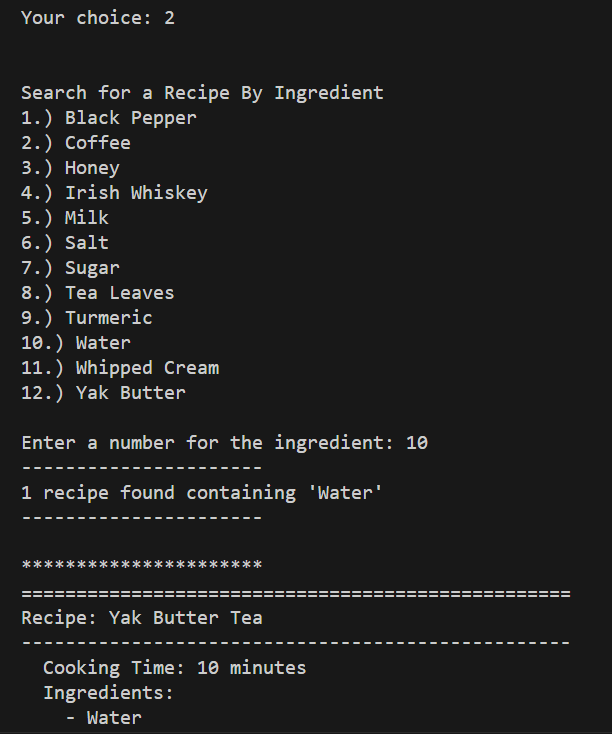 Your choice: 2
Search for a Recipe By Ingredient
1.) Black Pepper
2.) Coffee
3.) Honey
4.) Irish Whiskey
5.) Milk
6.) Salt
7.) Sugar
8.) Tea Leaves
9.) Turmeric
10.) Water
11.) Whipped Cream
12.) Yak Butter
Enter a number for the ingredient: 10
----------------------
1 recipe found containing 'Water'
----------------------
**********************
==================================================
Recipe: Yak Butter Tea
--------------------------------------------------
  Cooking Time: 10 minutes
  Ingredients:
    - Water